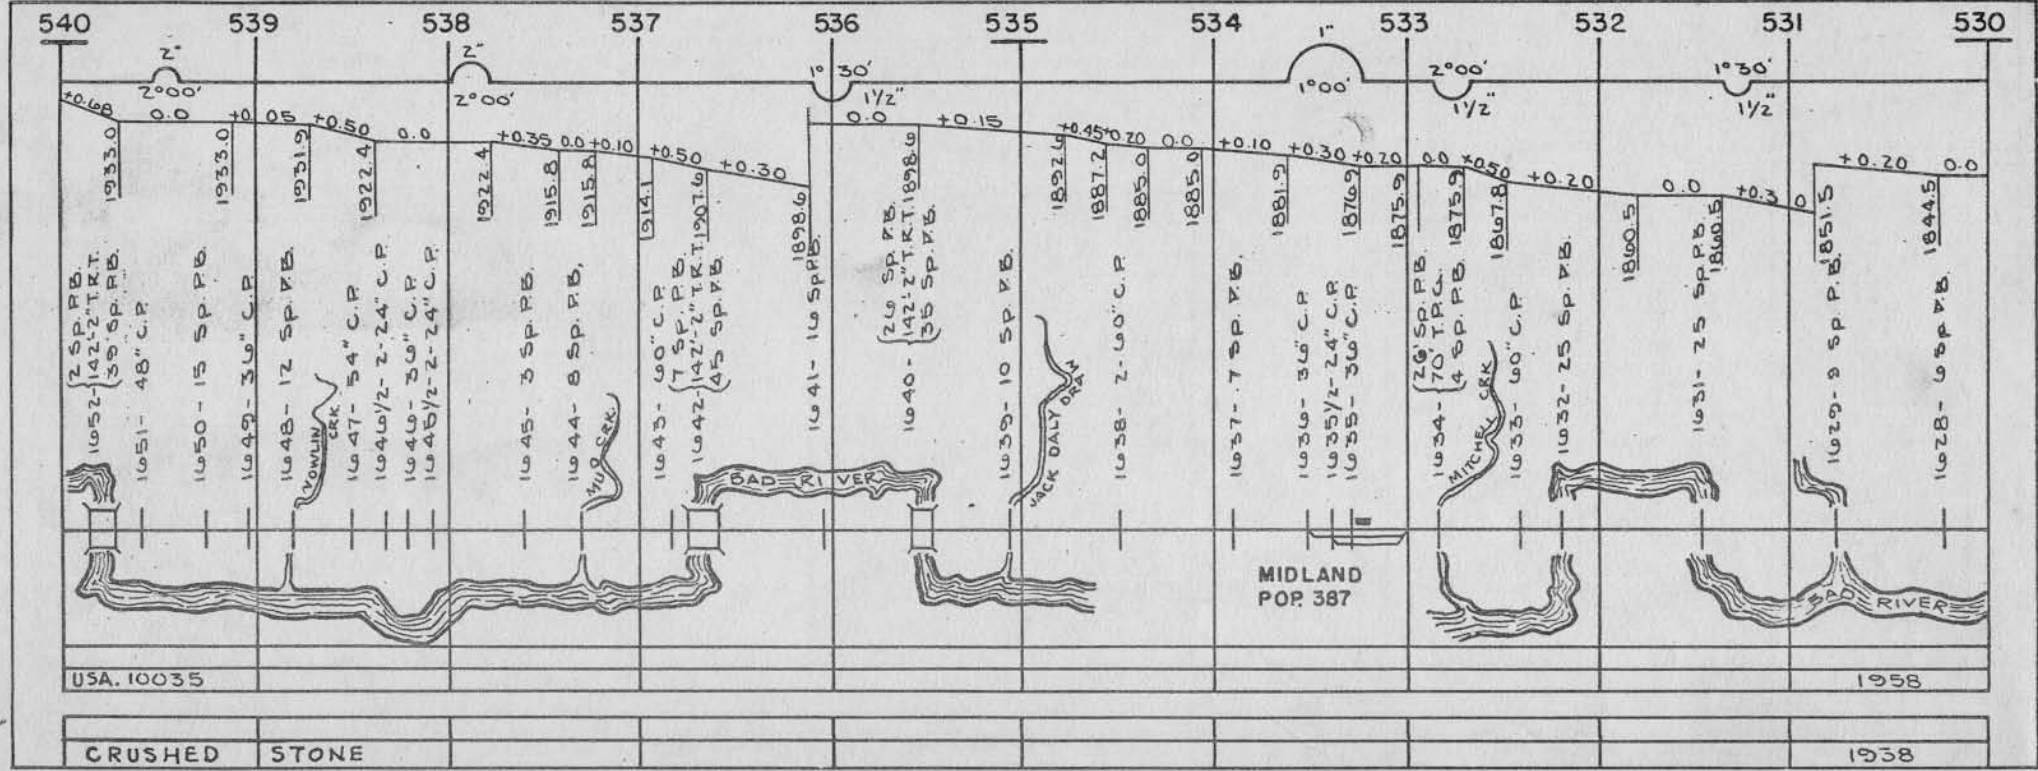 540 539 538 537 536 535 534 533 532 531 530
2" 2" 1°30' 1" 2°00' 1°30'
2°00' 2°00' 1 1/2" 1°00' 1 1/2" 1 1/2"
+0.68 0.0 +0.05 +0.50 0.0 +0.35 0.0 +0.10 +0.50 +0.30 0.0 +0.15 +0.45 +0.20 0.0 +0.10 +0.30 +0.20 0.0 +0.50 +0.20 0.0 +0.30 +0.20 0.0
1933.0
1933.0
1931.9
1922.4
1922.4
1915.8
1915.8
1914.1
1907.6
1898.6
1898.6
1892.6
1887.2
1885.0
1885.0
1881.9
1876.9
1875.9
1875.9
1867.8
1860.5
1860.5
1851.5
1844.5
2 SP. P.B.
1652- 142'-2" T.R.T.
39 SP. P.B.
1651- 48" C.P.
1650- 15 SP. P.B.
1649- 36" C.P.
1648- 12 SP. P.B.
NOWLIN
CRK
1647- 54" C.P.
1646 1/2- 2-24" C.P.
1646- 36" C.P.
1645 1/2- 2-24" C.P.
1645- 3 SP. P.B.
1644- 8 SP. P.B.
MUD CRK.
1643- 60" C.P.
7 SP. P.B.
1642- 142'-2" T.R.T.
45 SP. P.B.
1641- 16 SP. P.B.
26 SP. P.B.
1640- 142'-2" T.R.T.
35 SP. P.B.
1639- 10 SP. P.B.
JACK DALY DRAW
1638- 2-60" C.P.
1637- 7 SP. P.B.
1636- 36" C.P.
1635 1/2- 24" C.P.
1635- 36" C.P.
26' SP. P.B.
1634- 70' T.P.G.
4 SP. P.B.
MITCHELL CRK
1633- 60" C.P.
1632- 25 SP. P.B.
1631- 25 SP. P.B.
1629- 9 SP. P.B.
1628- 6 SP. P.B.
BAD RIVER
MIDLAND
POP. 387
BAD RIVER
USA. 10035 1958
CRUSHED STONE 1938